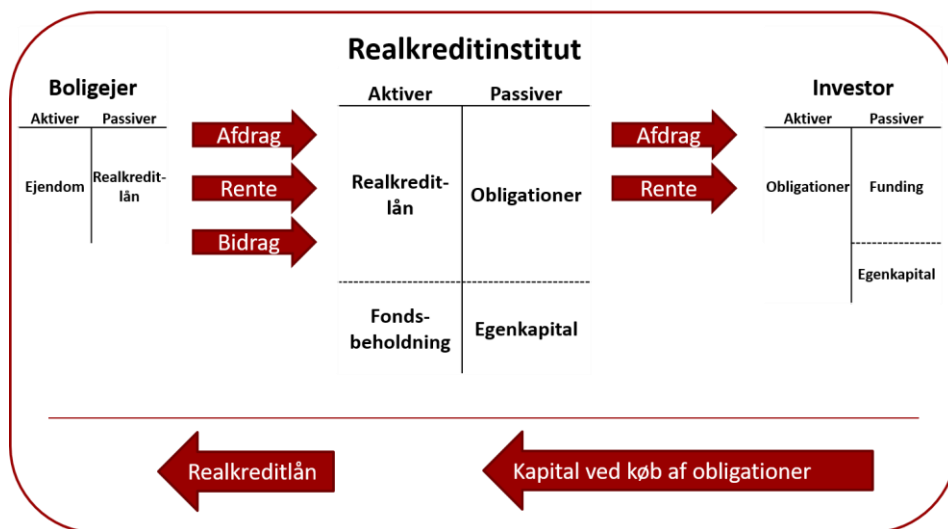 Realkreditinstitut
Boligejer
Aktiver Passiver
Ejendom
Realkredit-
lån
Afdrag
Rente
Bidrag
Aktiver Passiver
Realkredit-
lån
Obligationer
Fonds-
beholdning
Egenkapital
Afdrag
Rente
Investor
Aktiver Passiver
Obligationer
Funding
Egenkapital
Realkreditlån
Kapital ved køb af obligationer